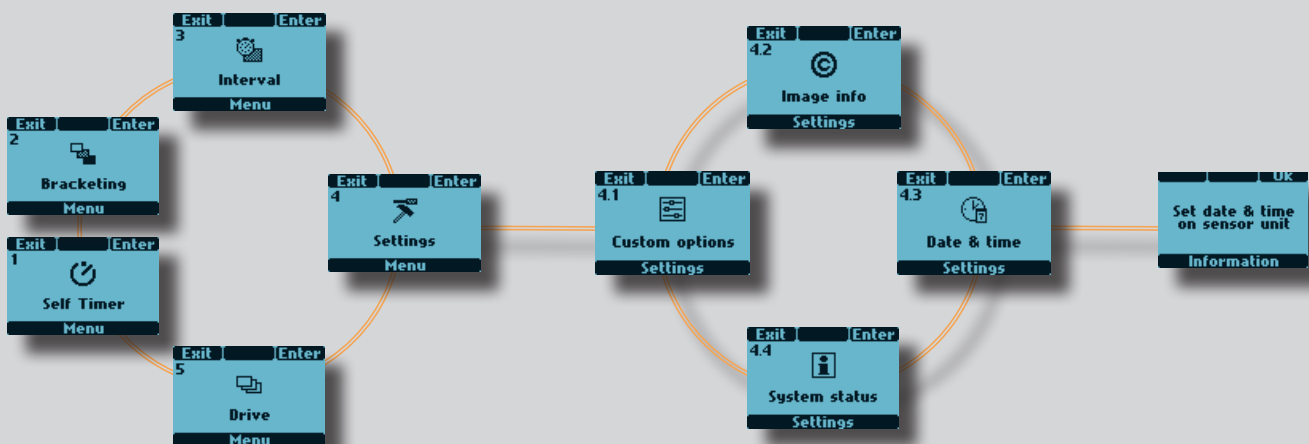 Exit Enter
3
Interval
Menu
Exit Enter
2
Bracketing
Menu
Exit Enter
1
Self Timer
Menu
Exit Enter
5
Drive
Menu
Exit Enter
4
Settings
Menu
Exit Enter
4.1
Custom options
Settings
Exit Enter
4.2
©
Image info
Settings
Exit Enter
4.3
?
Date & time
Settings
Exit Enter
4.4
i
System status
Settings
Ok
Set date & time
on sensor unit
Information